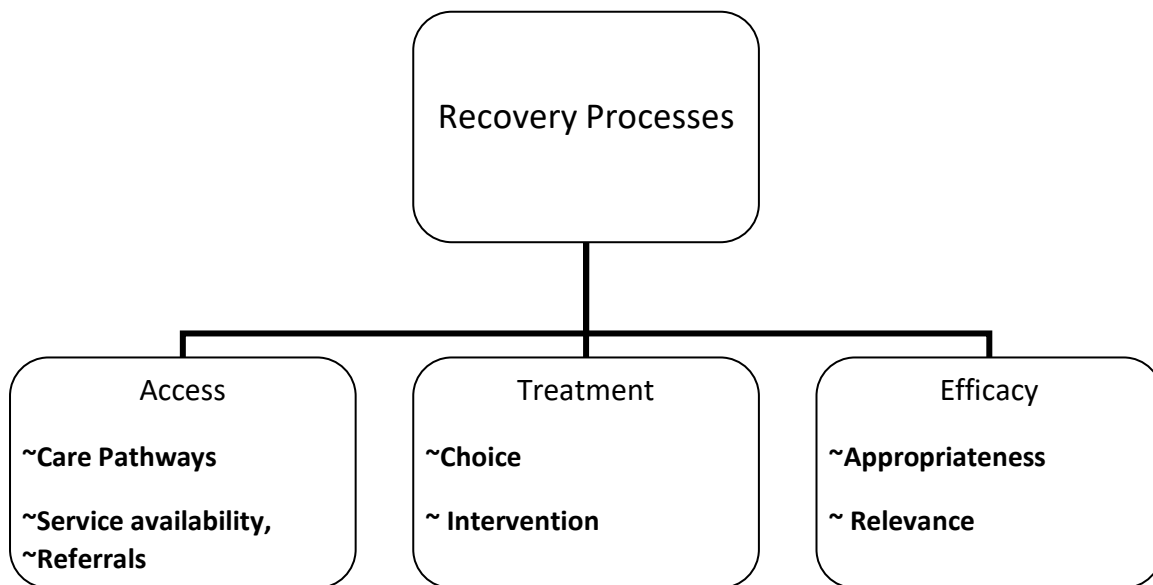 Recovery Processes
Access
~Care Pathways
~Service availability,
~Referrals
Treatment
~Choice
~ Intervention
Efficacy
~Appropriateness
~ Relevance